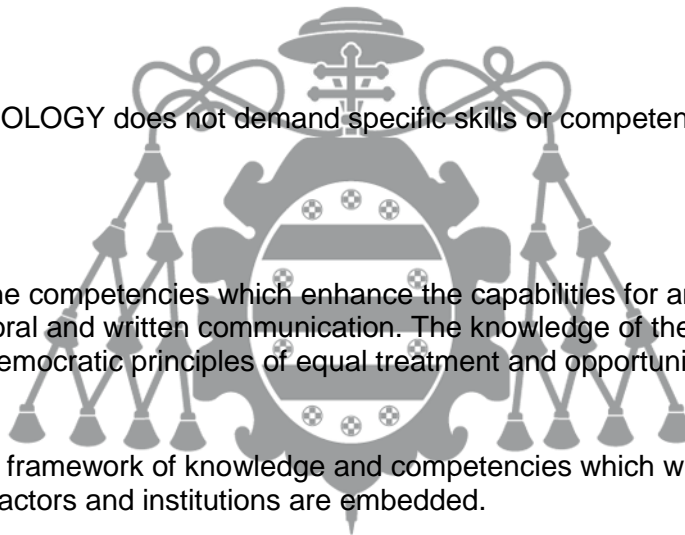 OLOGY does not demand specific skills or competen
he competencies which enhance the capabilities for a
oral and written communication. The knowledge of the
democratic principles of equal treatment and opportuni
framework of knowledge and competencies which w
actors and institutions are embedded.